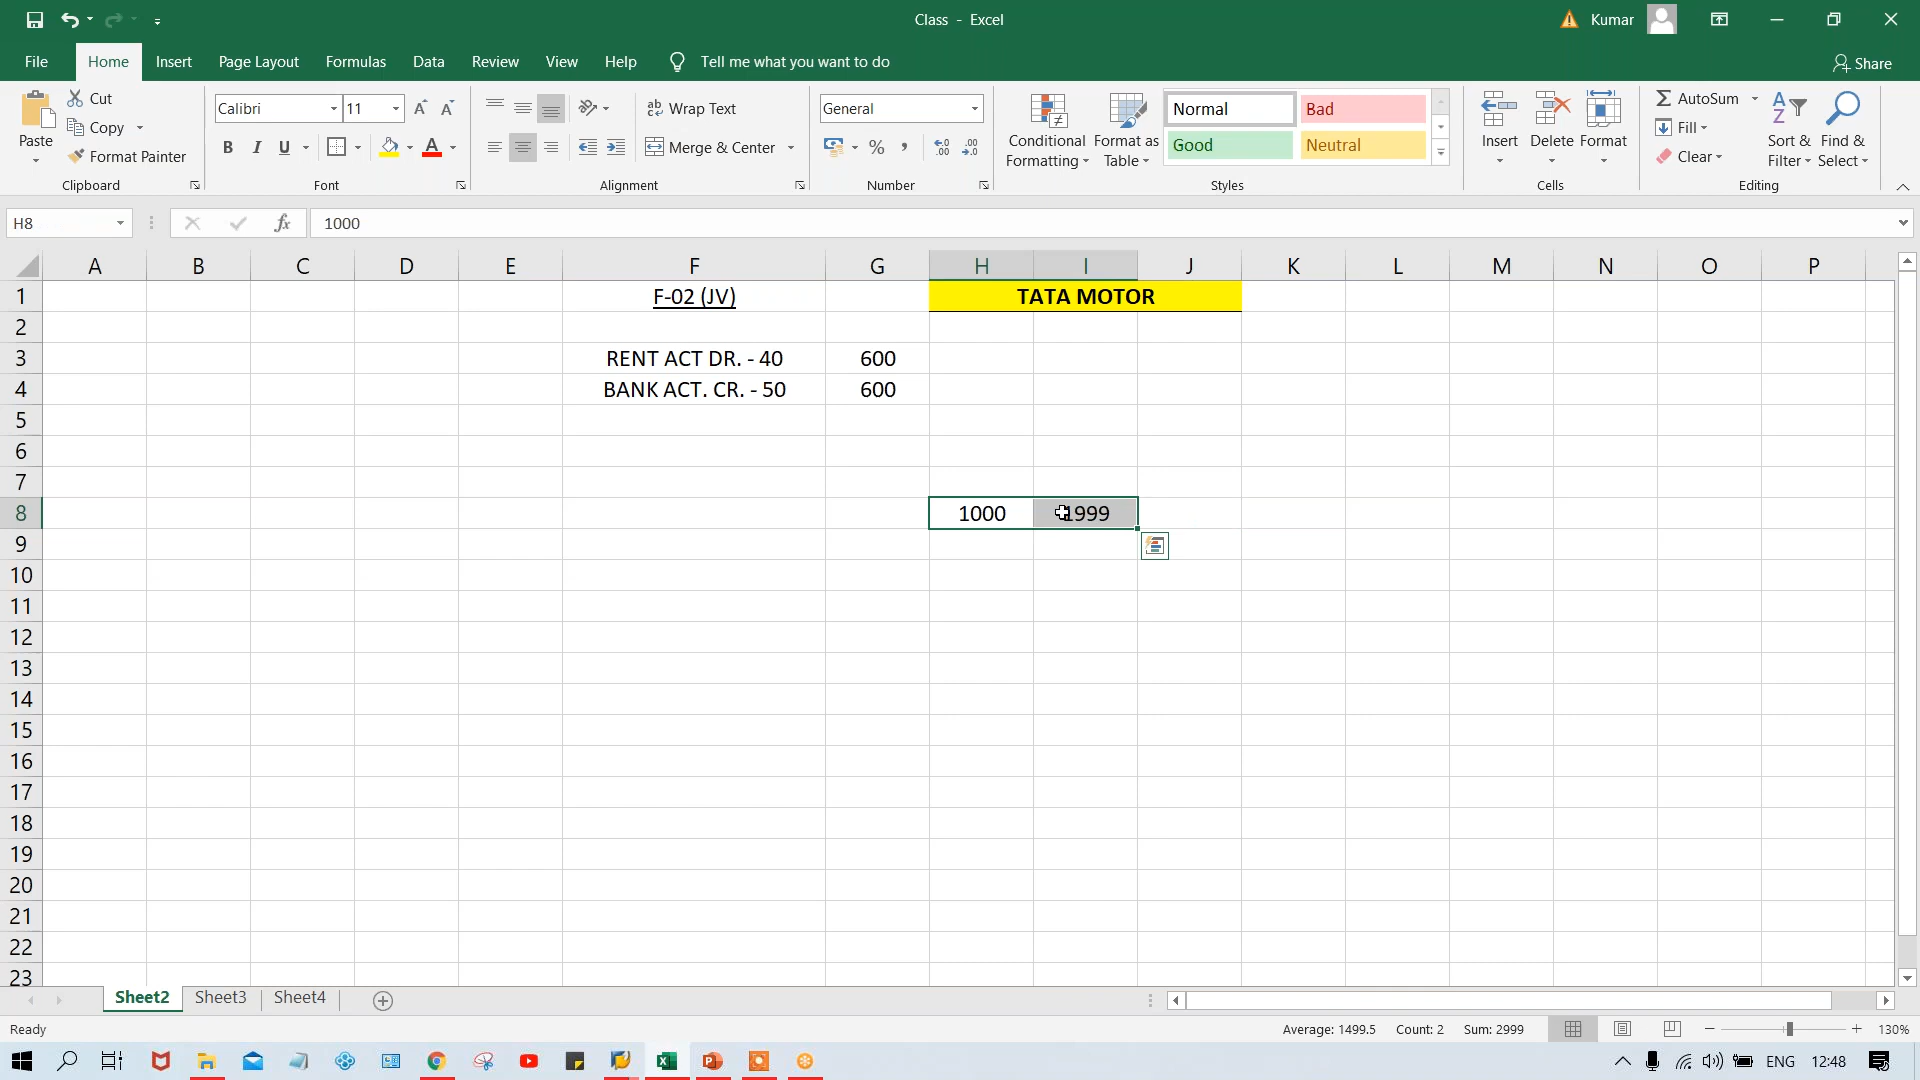 Class - Excel
Kumar
File Home Insert Page Layout Formulas Data Review View Help Tell me what you want to do Share
Paste
Cut
Copy
Format Painter
Clipboard
Calibri 11
B I U
Font
Wrap Text
Merge & Center
Alignment
General
Number
Conditional Formatting
Format as Table
Normal Bad
Good Neutral
Styles
Insert Delete Format
Cells
AutoSum
Fill
Clear
Sort & Filter
Find & Select
Editing
H8 fx 1000
A B C D E F G H I J K L M N O P
1 F-02 (JV) TATA MOTOR
2
3 RENT ACT DR. - 40 600
4 BANK ACT. CR. - 50 600
5
6
7
8 1000 1999
9
10
11
12
13
14
15
16
17
18
19
20
21
22
23
Sheet2 Sheet3 Sheet4
Ready Average: 1499.5 Count: 2 Sum: 2999 130%
ENG 12:48